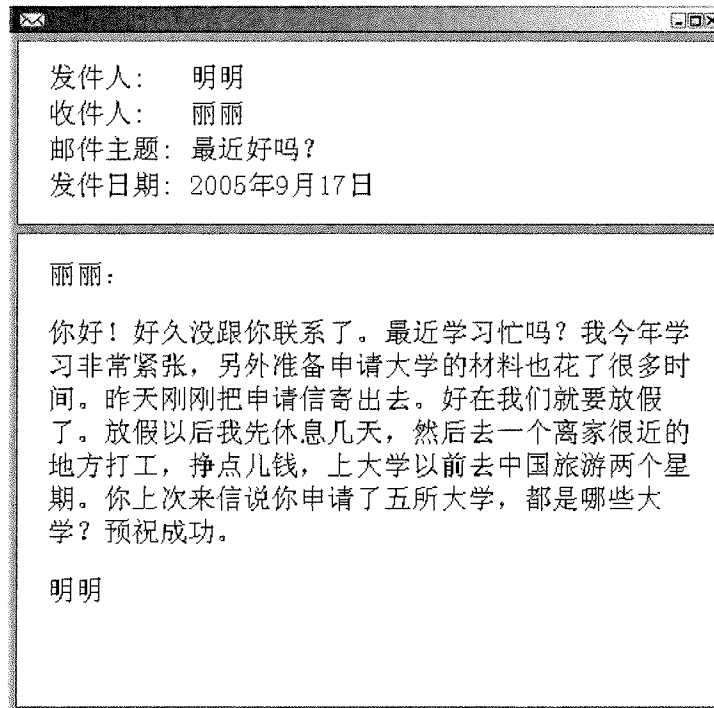 发件人： 明明
收件人： 丽丽
邮件主题：最近好吗？
发件日期：2005年9月17日
丽丽：
你好！好久没跟你联系了。最近学习忙吗？我今年学
习非常紧张，另外准备申请大学的材料也花了很多时
间。昨天刚刚把申请信寄出去。好在我们就要放假
了。放假以后我先休息几天，然后去一个离家很近的
地方打工，挣点儿钱，上大学以前去中国旅游两个星
期。你上次来信说你申请了五所大学，都是哪些大
学？预祝成功。
明明